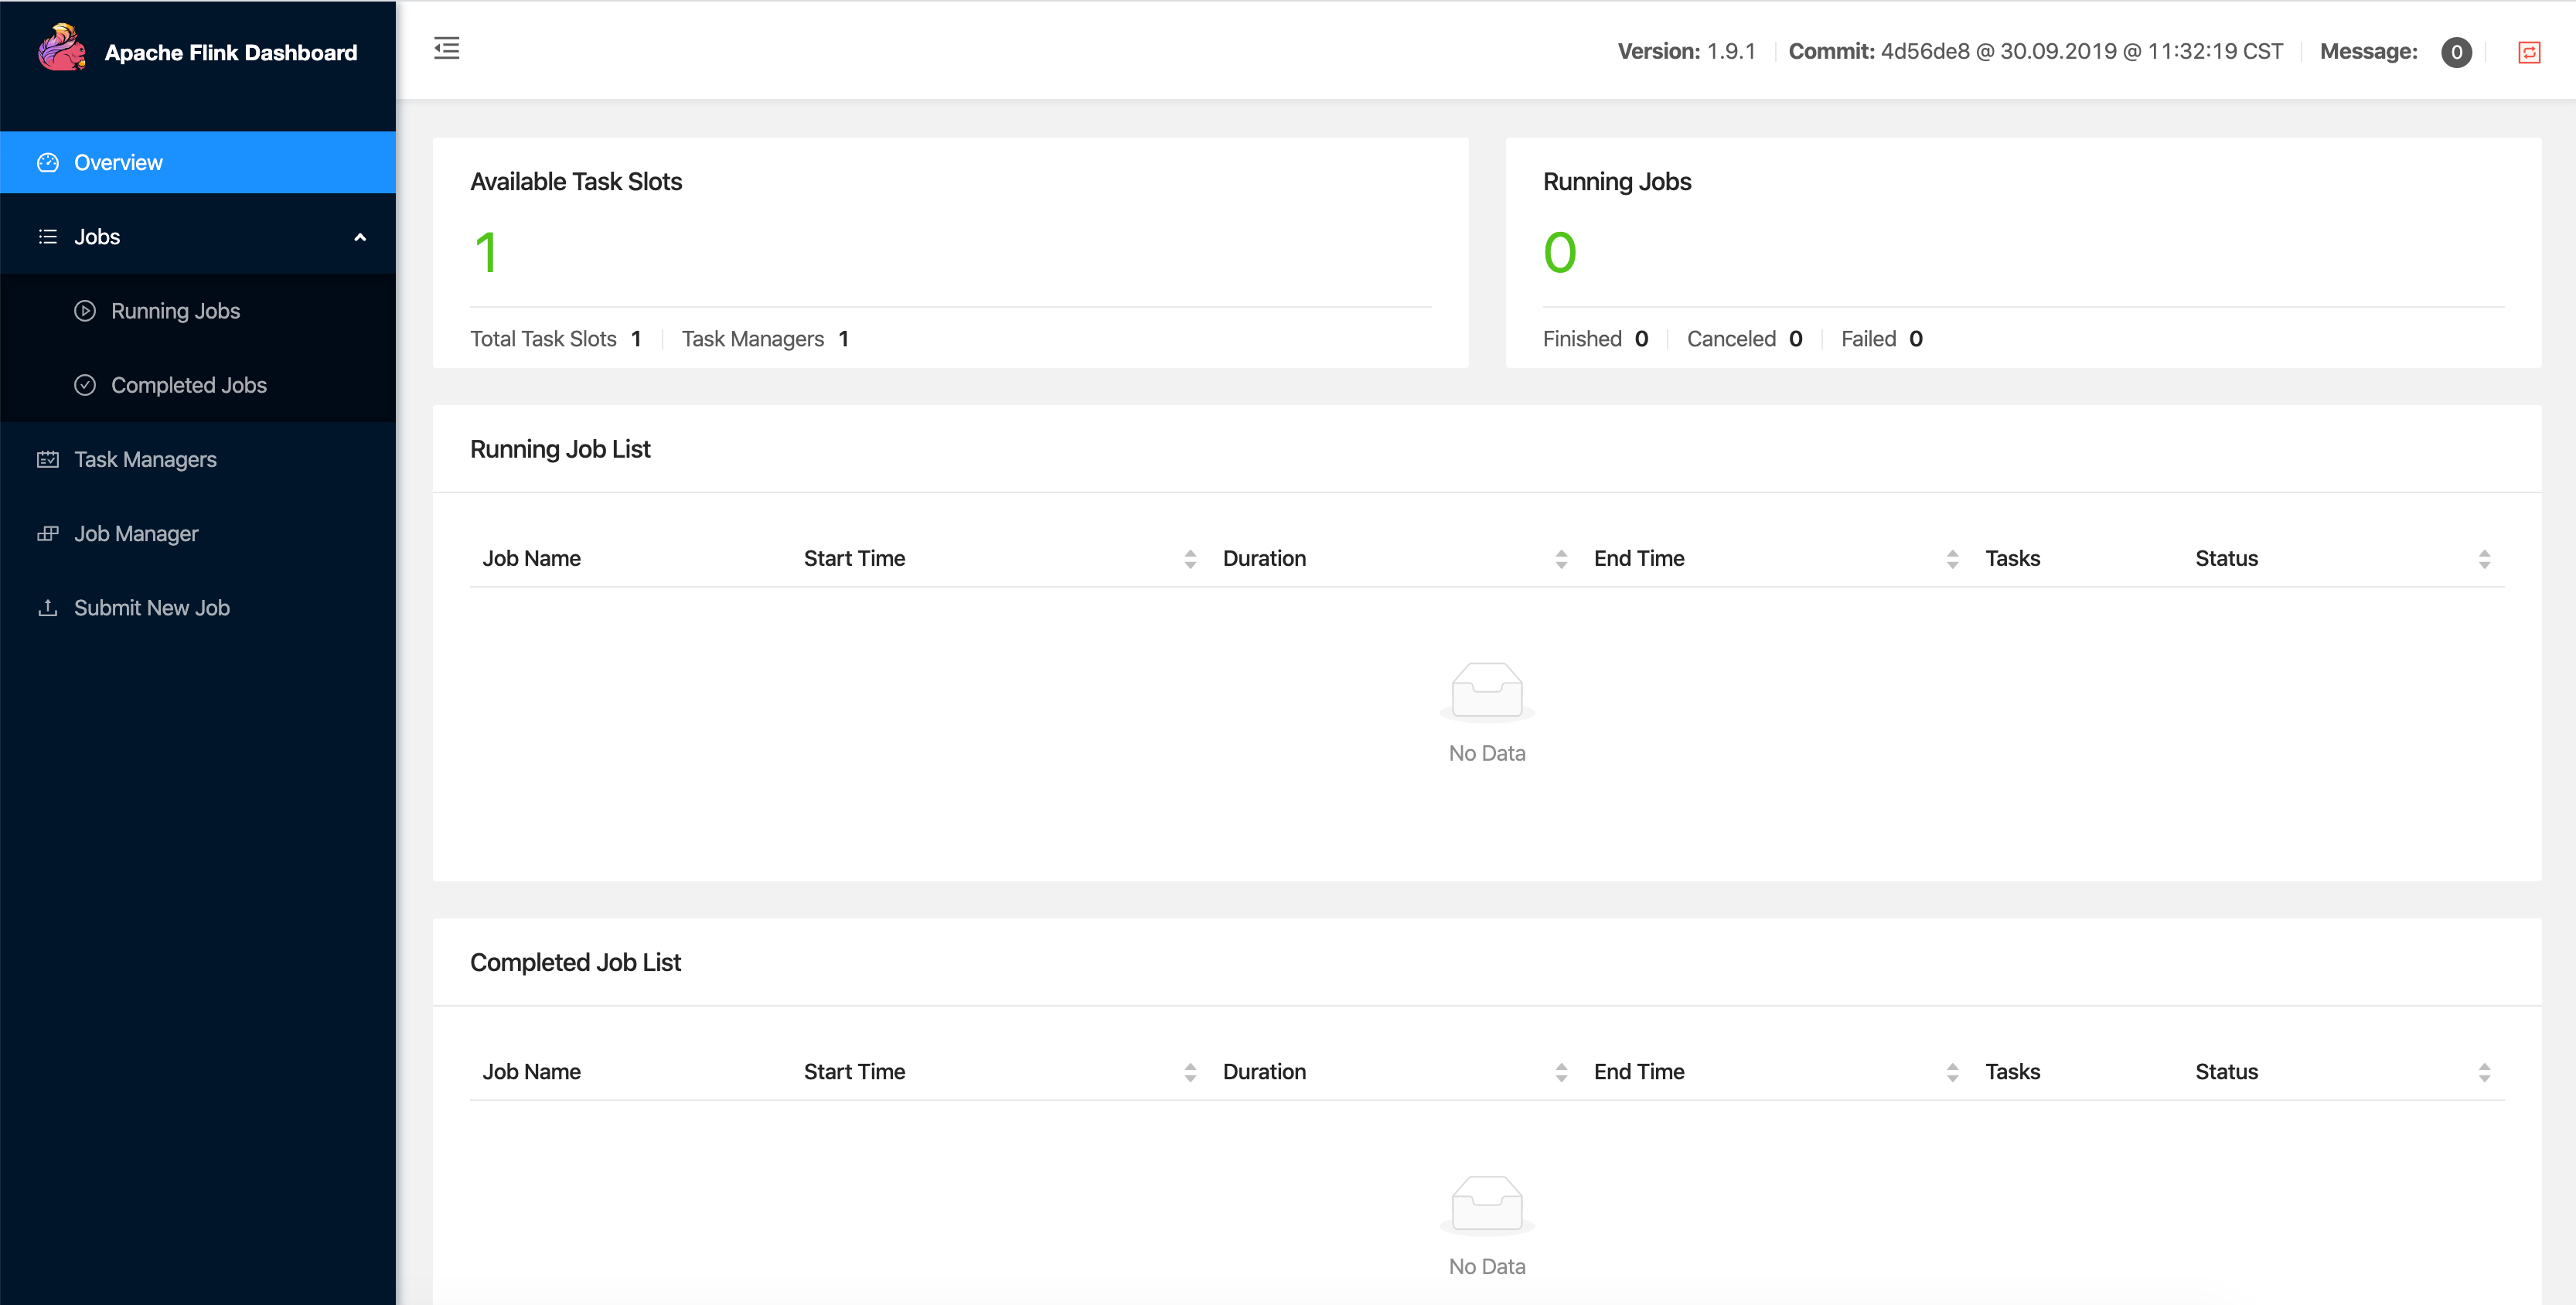 Apache Flink Dashboard
Version: 1.9.1 Commit: 4d56de8 @ 30.09.2019 @ 11:32:19 CST Message: 0
Overview
Jobs
Running Jobs
Completed Jobs
Task Managers
Job Manager
Submit New Job
Available Task Slots
1
Total Task Slots 1 Task Managers 1
Running Jobs
0
Finished 0 Canceled 0 Failed 0
Running Job List
Job Name Start Time Duration End Time Tasks Status
No Data
Completed Job List
Job Name Start Time Duration End Time Tasks Status
No Data